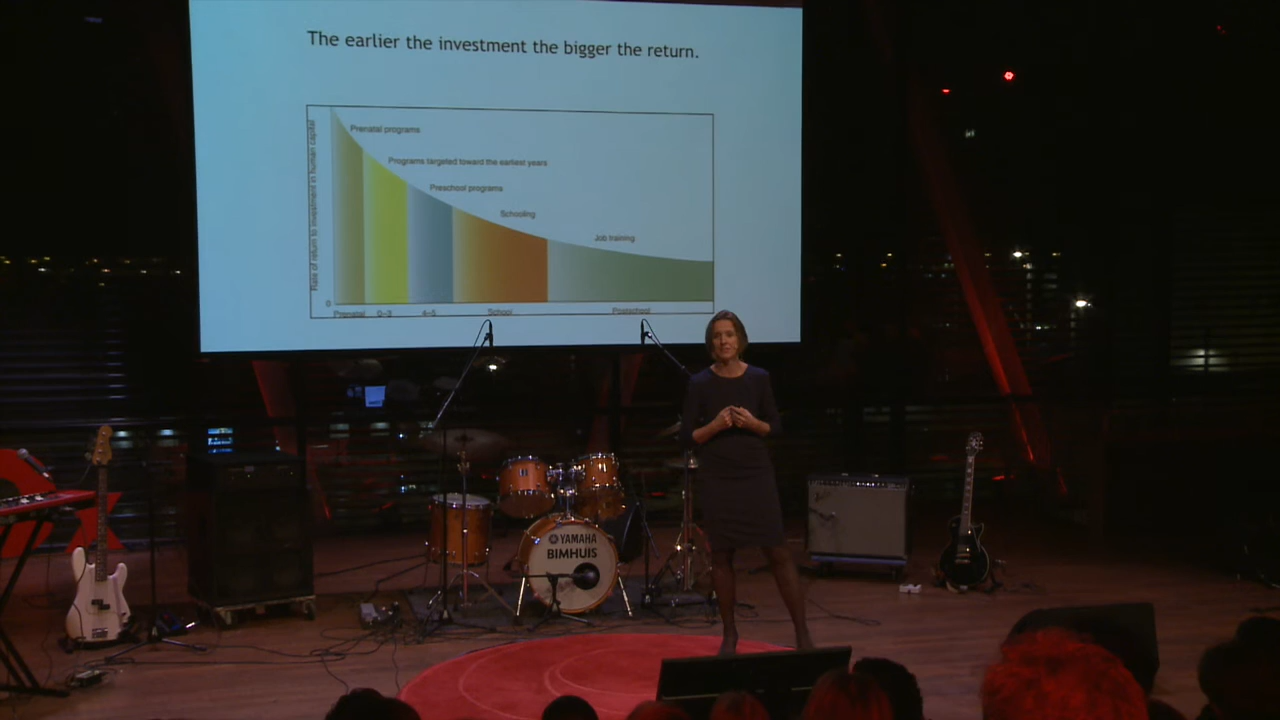 The earlier the investment the bigger the return.
Rate of return to investment in human capital
Prenatal programs
Programs targeted toward the earliest years
Preschool programs
Schooling
Job training
0
Prenatal 0–3 4–5 School Postschool
YAMAHA
BIMHUIS